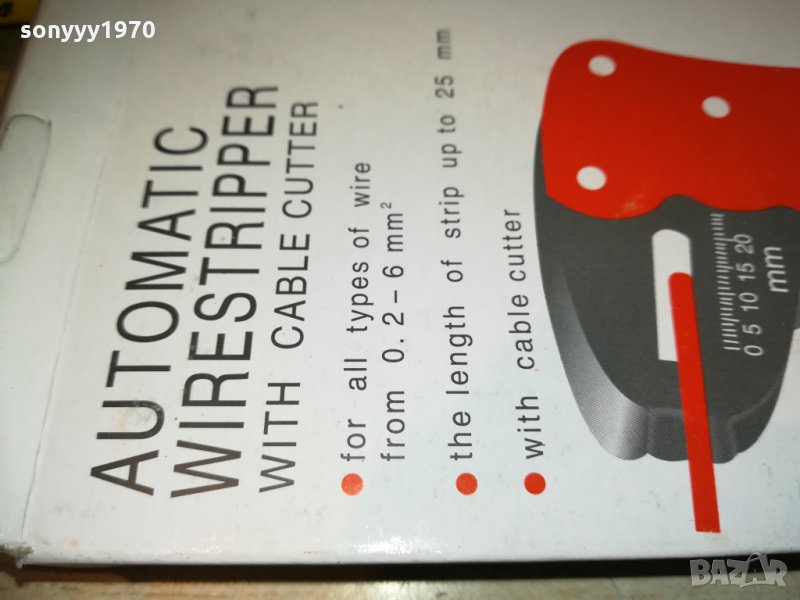 sonyyy1970
AUTOMATIC
WIRESTRIPPER
WITH CABLE CUTTER
for all types of wire
from 0.2-6 mm²
the length of strip up to 25 mm
with cable cutter
0 5 10 15 20
mm
BAZAR